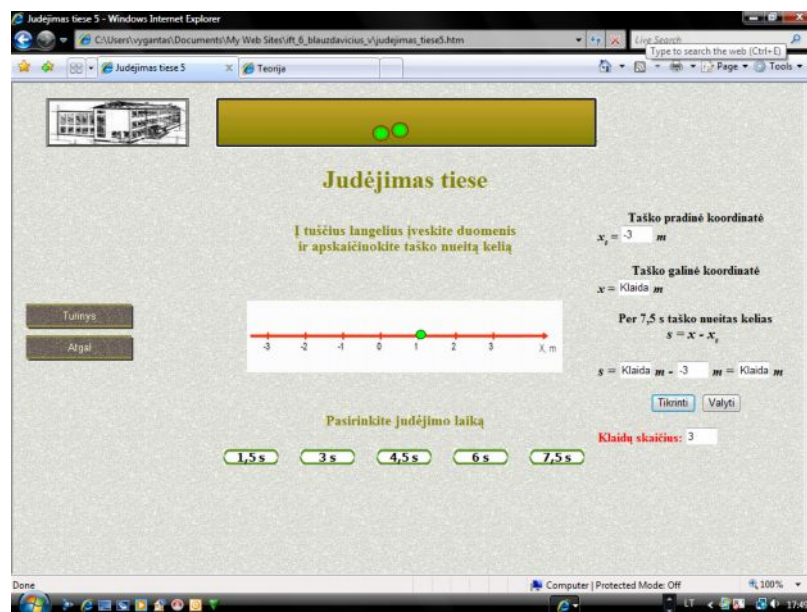 Judėjimas tiese 5 - Windows Internet Explorer
C:\Users\vygantas\Documents\My Web Sites\ift_6_blauzdavicius_v\judejimas_tiese5.htm
Live Search
Type to search the web (Ctrl+E)
Judėjimas tiese 5
Teorija
Page
Tools
Judėjimas tiese
Į tuščius langelius įveskite duomenis
ir apskaičiuokite taško nueitą kelią
Taško pradinė koordinatė
-3 m
Taško galinė koordinatė
x = Klaida m
Per 7,5 s taško nueitas kelias
s = Klaida m - -3 m = Klaida m
Tikrinti Valyti
Klaidų skaičius: 3
Turinys
Atgal
-3 -2 -1 0 1 2 3 X, m
Pasirinkite judėjimo laiką
1,5 s 3 s 4,5 s 6 s 7,5 s
Done
Computer | Protected Mode: Off
100%
LT